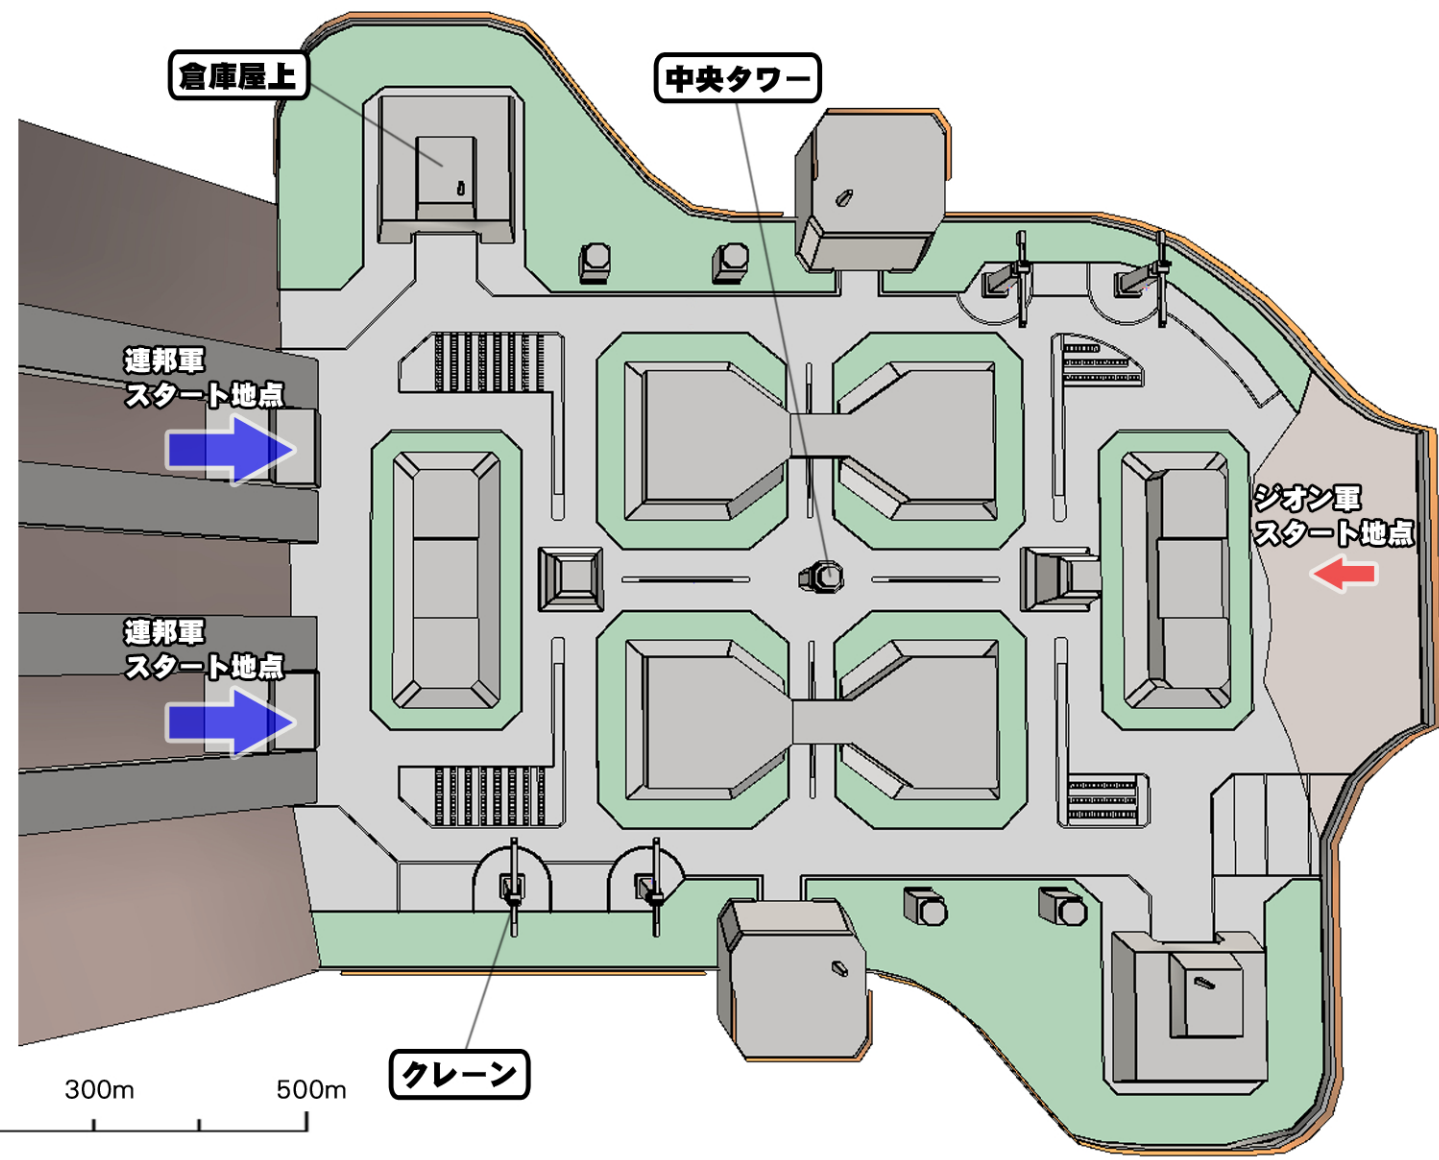 倉庫屋上
中央タワー
連邦軍
スタート地点
ジオン軍
スタート地点
連邦軍
スタート地点
クレーン
300m
500m